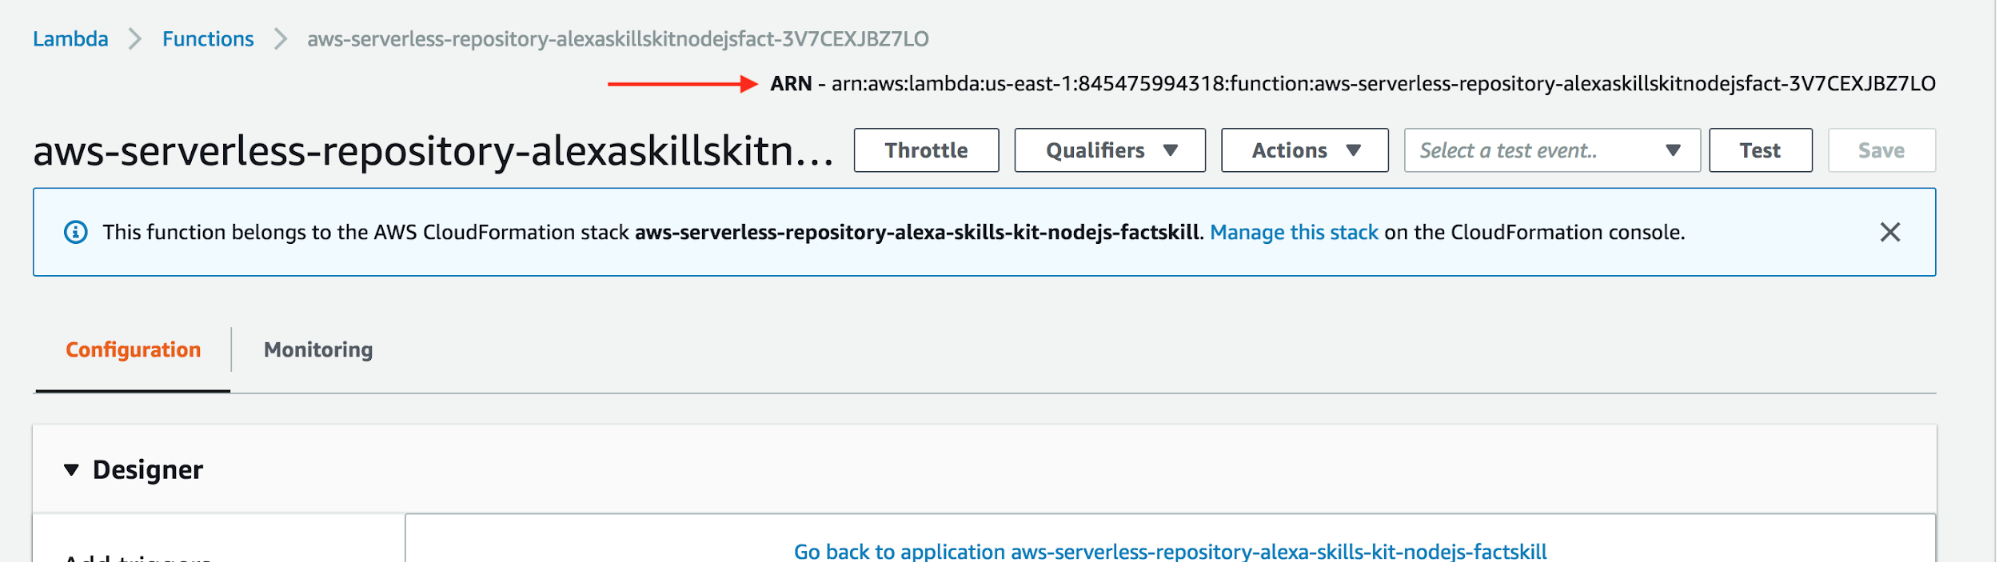 Lambda > Functions > aws-serverless-repository-alexaskillskitnodejsfact-3V7CEXJBZ7LO
ARN - arn:aws:lambda:us-east-1:845475994318:function:aws-serverless-repository-alexaskillskitnodejsfact-3V7CEXJBZ7LO
aws-serverless-repository-alexaskillskitn... Throttle Qualifiers Actions Select a test event.. Test Save
This function belongs to the AWS CloudFormation stack aws-serverless-repository-alexa-skills-kit-nodejs-factskill. Manage this stack on the CloudFormation console.
Configuration Monitoring
Designer
Add triggers
Go back to application aws-serverless-repository-alexa-skills-kit-nodejs-factskill